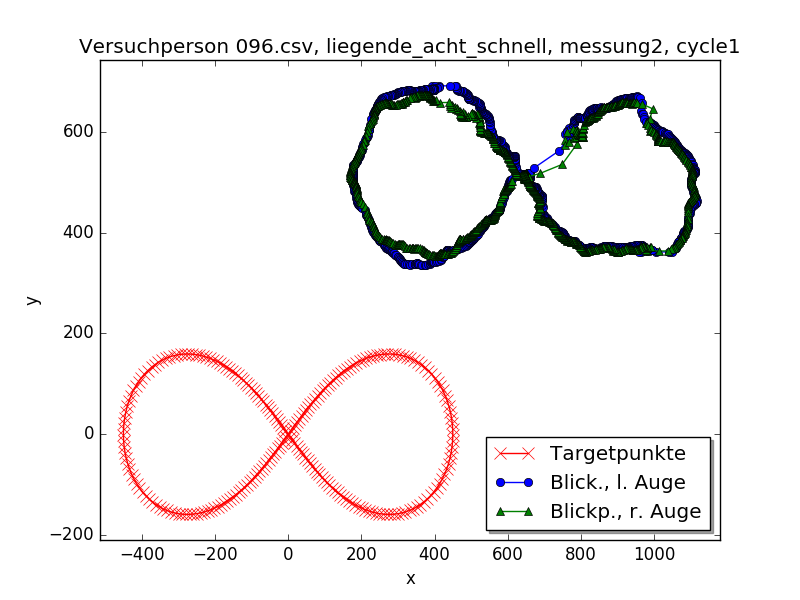 Versuchperson 096.csv, liegende_acht_schnell, messung2, cycle1
y
600
400
200
0
−200
−400
−200
0
200
400
600
800
1000
x
Targetpunkte
Blick., l. Auge
Blickp., r. Auge